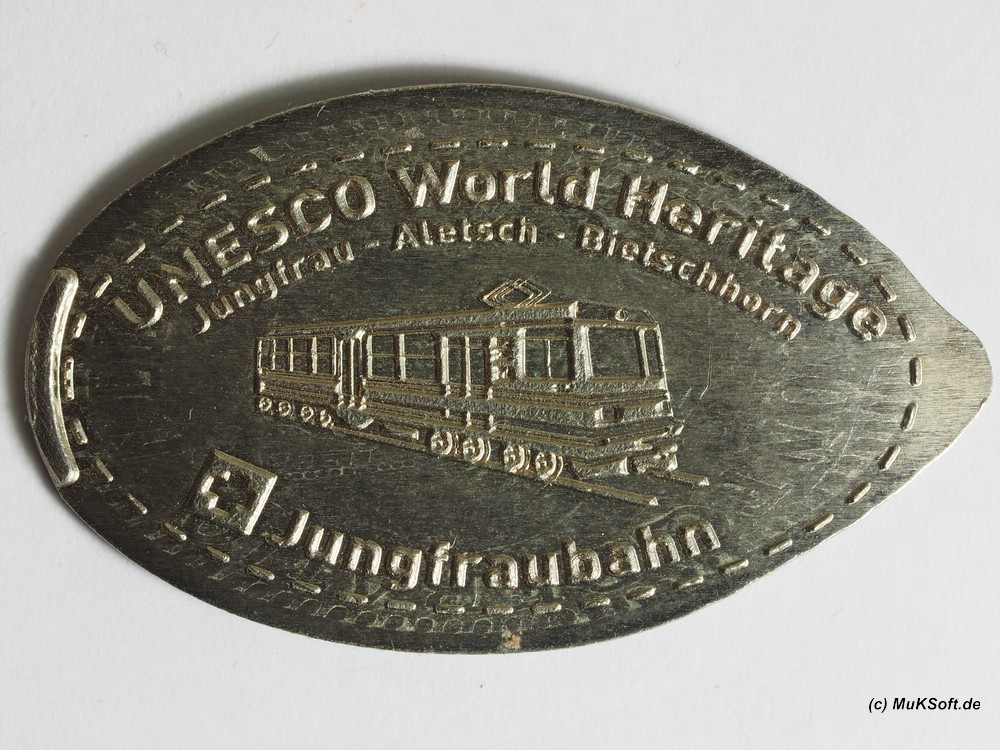 UNESCO World Heritage
Jungfrau - Aletsch - Bietschhorn
Jungfraubahn
(c) MuKSoft.de